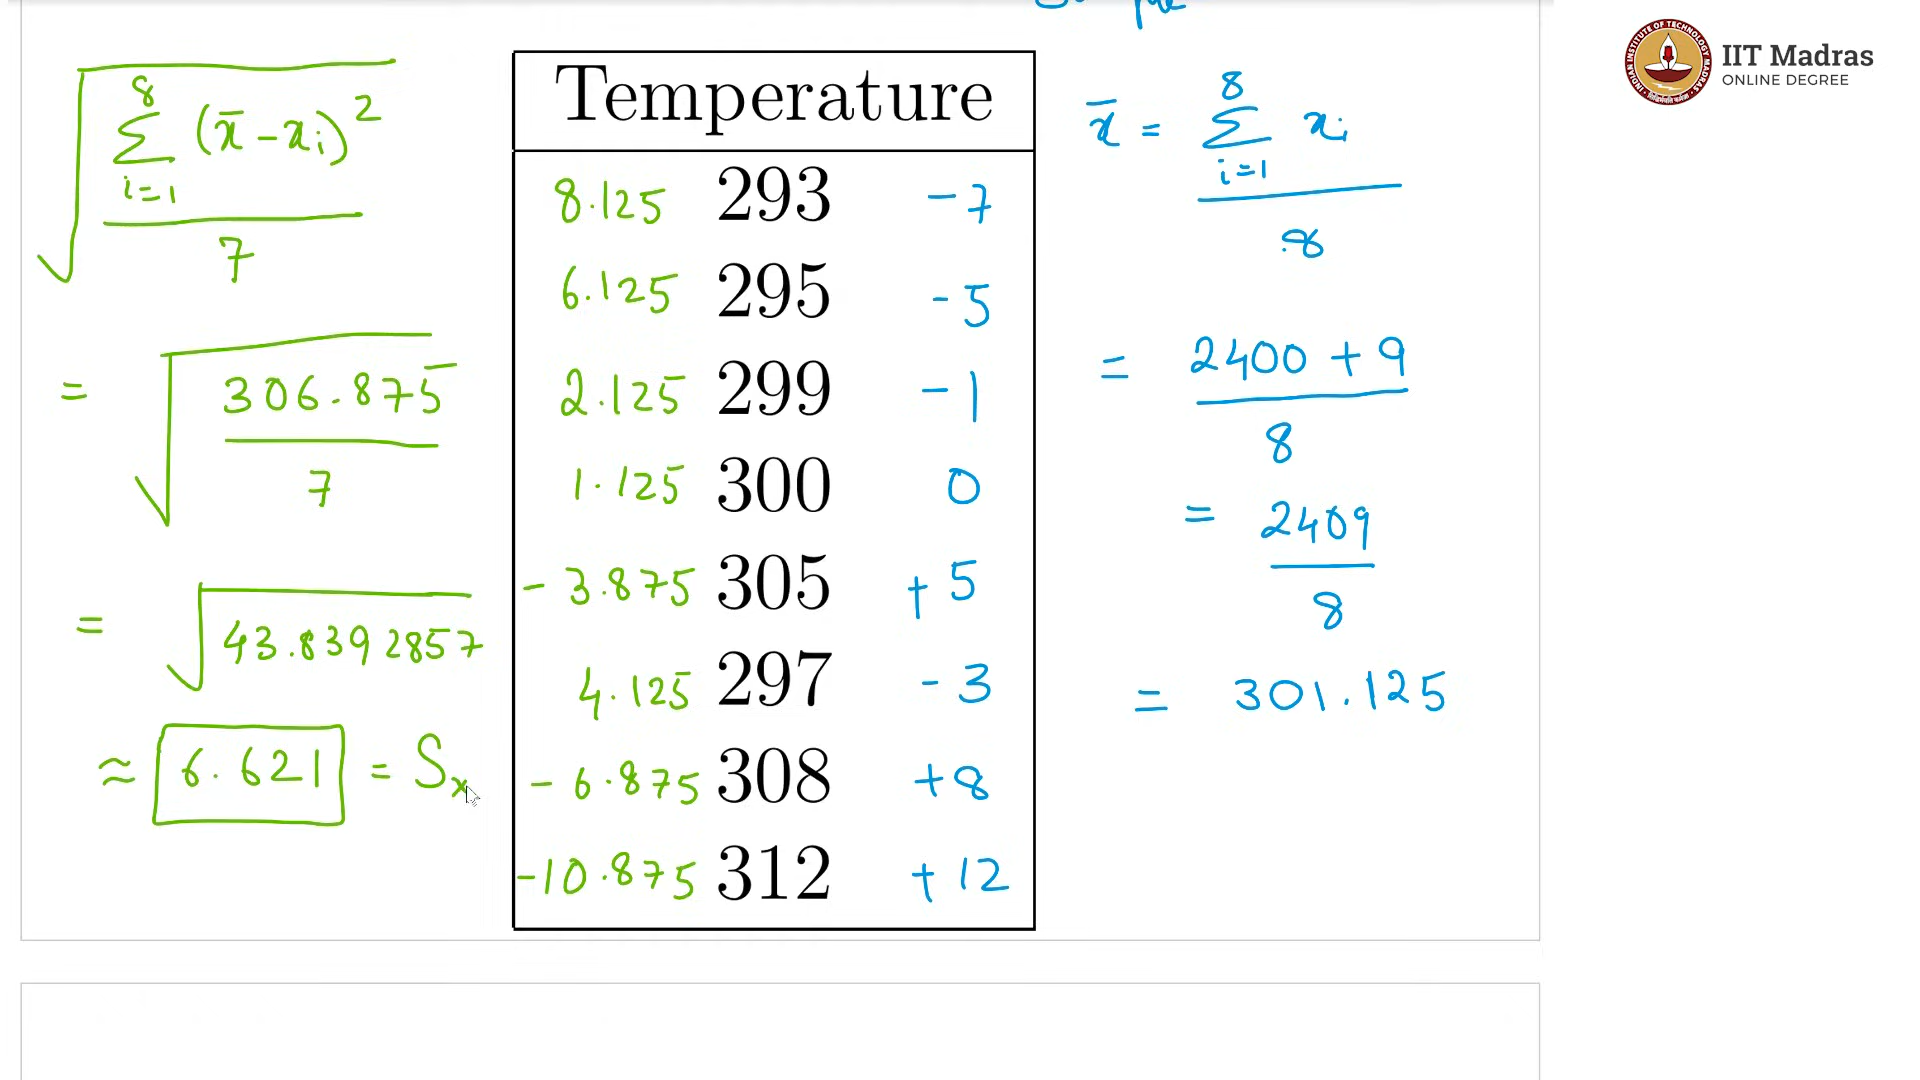 IIT Madras
ONLINE DEGREE
√( Σ_{i=1}^{8} (x̄ - xᵢ)² / 7 )
= √( 306.875 / 7 )
= √43.8392857
≈ 6.621 = Sₓ
Temperature
8.125 293 -7
6.125 295 -5
2.125 299 -1
1.125 300 0
-3.875 305 +5
4.125 297 -3
-6.875 308 +8
-10.875 312 +12
x̄ = Σ_{i=1}^{8} xᵢ / 8
= 2400 + 9 / 8
= 2409 / 8
= 301.125